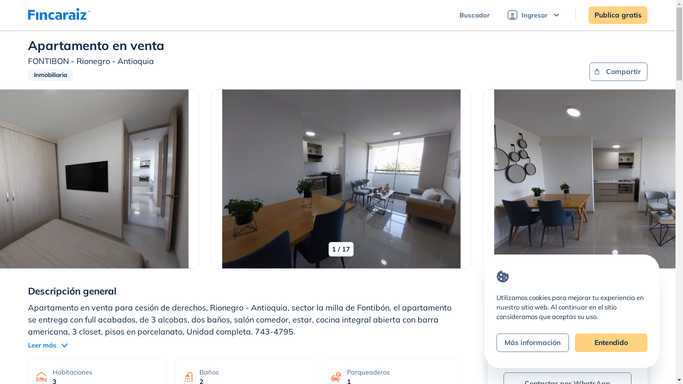 Fincaraiz
Buscador
Ingresar
Publica gratis
Apartamento en venta
FONTIBON - Rionegro - Antioquia
Inmobiliaria
Compartir
1 / 17
Descripción general
Apartamento en venta para cesión de derechos, Rionegro - Antioquia, sector la milla de Fontibón, el apartamento
se entrega con full acabados, de 3 alcobas, dos baños, salón comedor, estar, cocina integral abierta con barra
americana, 3 closet, pisos en porcelanato, Unidad completa. 743-4795.
Leer más
Habitaciones
3
Baños
2
Parqueaderos
1
Utilizamos cookies para mejorar tu experiencia en
nuestro sitio web. Al continuar en el sitio
consideramos que aceptas su uso.
Más información
Entendido
Contactar por WhatsApp